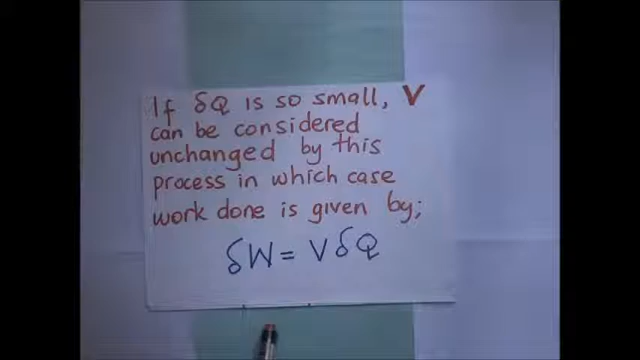 If δQ is so small, V
can be considered
unchanged by this
process in which case
work done is given by;
δW = VδQ